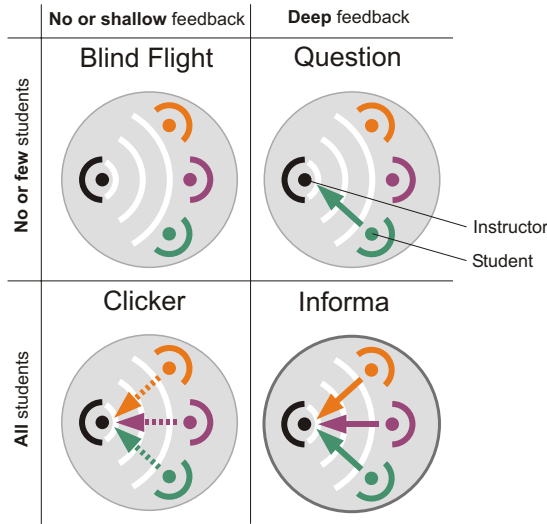 No or shallow feedback
Deep feedback
No or few students
Blind Flight
Question
Instructor
Student
All students
Clicker
Informa